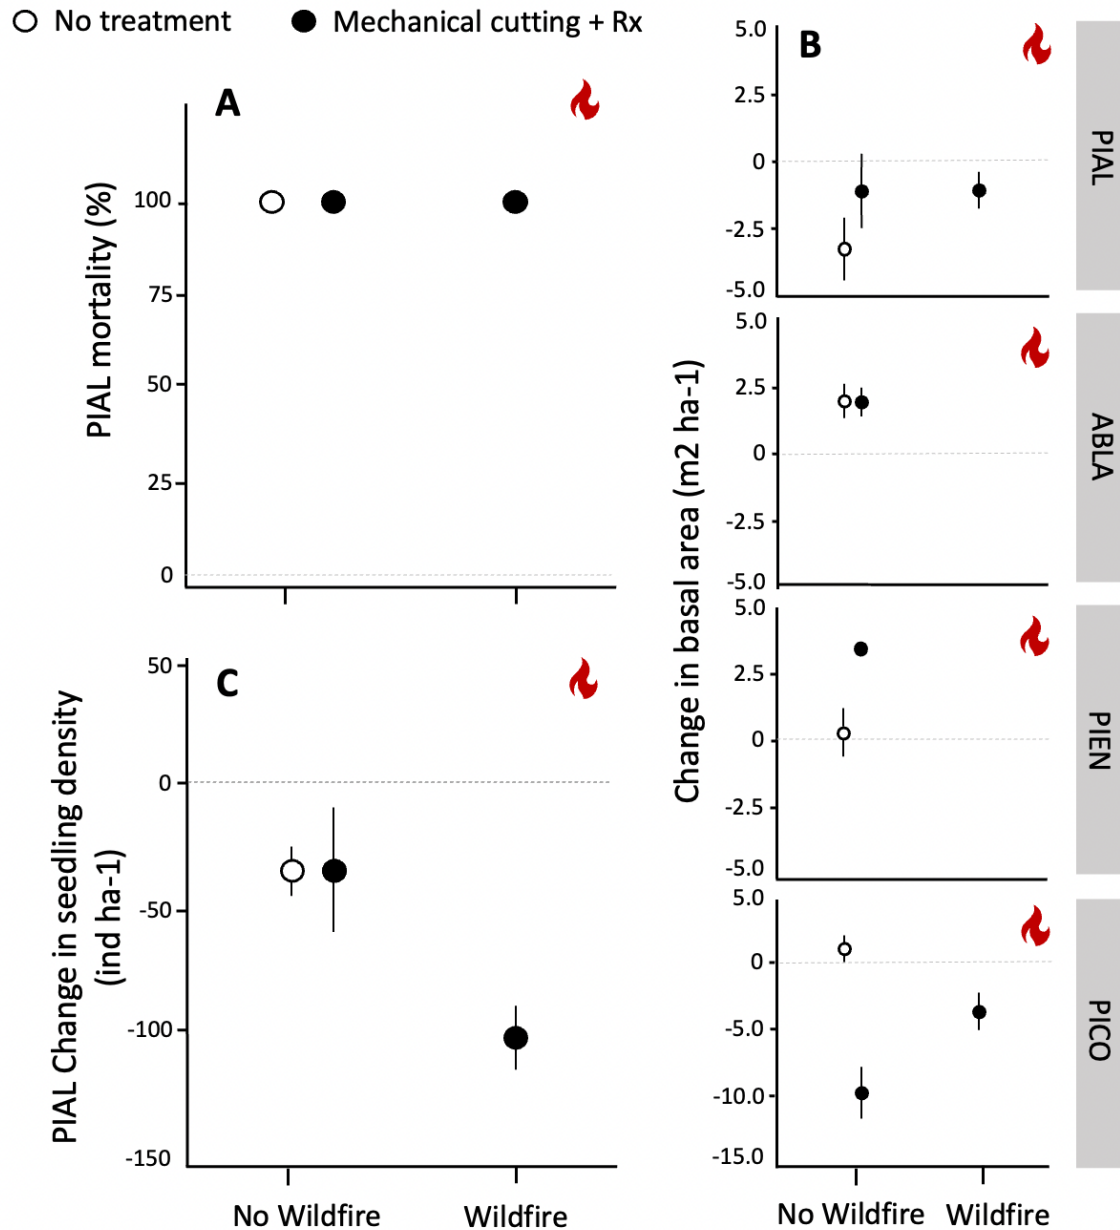 No treatment
Mechanical cutting + Rx
A
PIAL mortality (%)
100
75
50
25
0
C
PIAL Change in seedling density
(ind ha-1)
50
0
-50
-100
-150
No Wildfire
Wildfire
B
Change in basal area (m2 ha-1)
5.0
2.5
0
-2.5
-5.0
PIAL
5.0
2.5
0
-2.5
-5.0
ABLA
5.0
2.5
0
-2.5
-5.0
PIEN
5.0
0
-5.0
-10.0
-15.0
PICO
No Wildfire
Wildfire